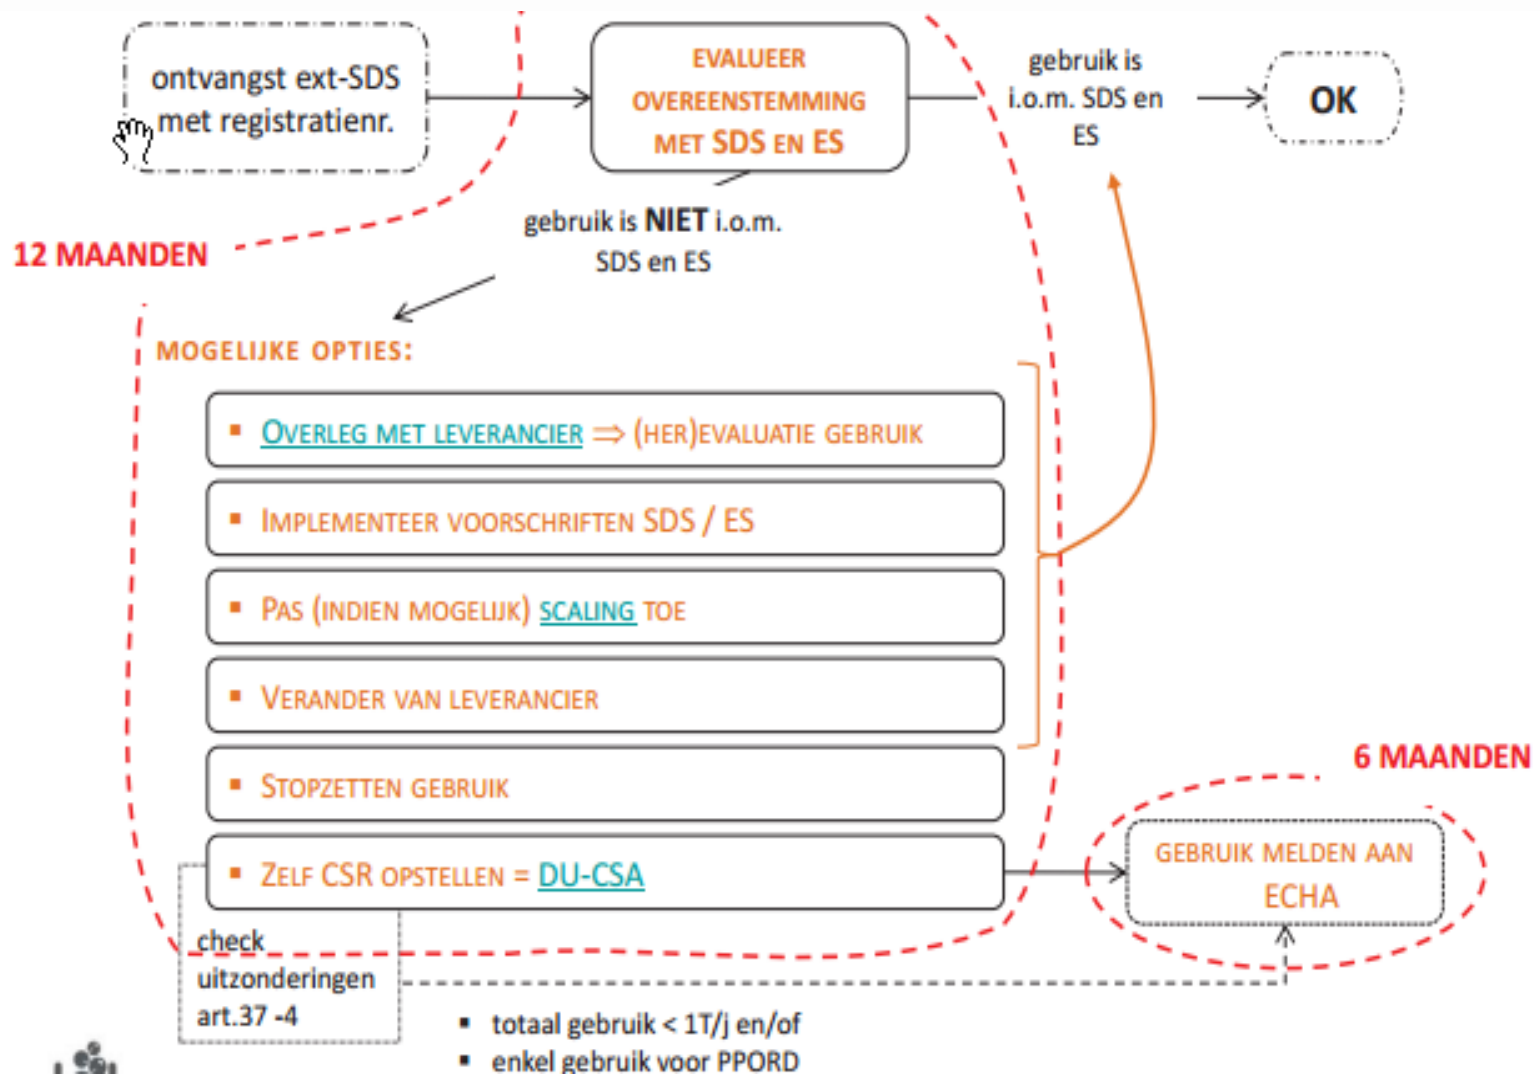 ontvangst ext-SDS
met registratienr.
EVALUEER
OVEREENSTEMMING
MET SDS EN ES
gebruik is
i.o.m. SDS en
ES
OK
gebruik is NIET i.o.m.
SDS en ES
12 MAANDEN
MOGELIJKE OPTIES:
▪ OVERLEG MET LEVERANCIER ⇒ (HER)EVALUATIE GEBRUIK
▪ IMPLEMENTEER VOORSCHRIFTEN SDS / ES
▪ PAS (INDIEN MOGELIJK) SCALING TOE
▪ VERANDER VAN LEVERANCIER
▪ STOPZETTEN GEBRUIK
▪ ZELF CSR OPSTELLEN = DU-CSA
6 MAANDEN
GEBRUIK MELDEN AAN
ECHA
check
uitzonderingen
art.37 -4
▪ totaal gebruik < 1T/j en/of
▪ enkel gebruik voor PPORD